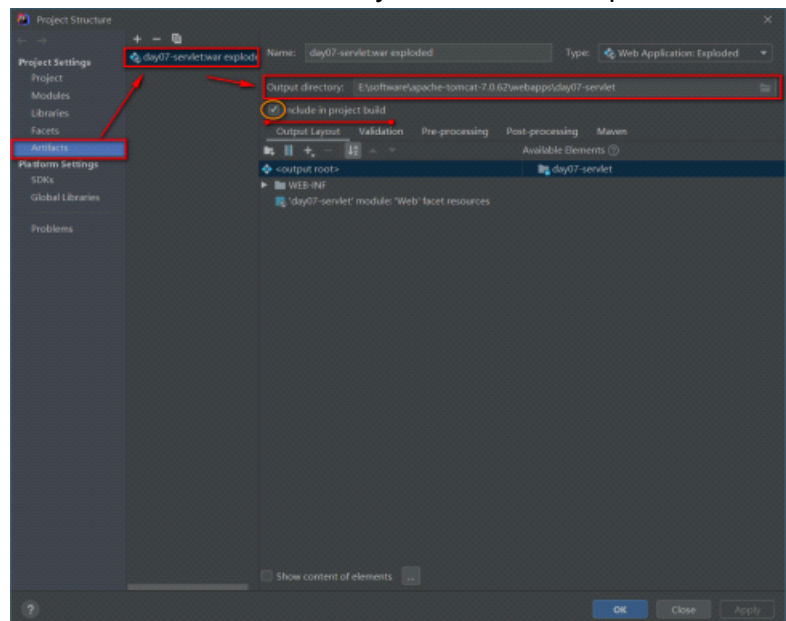 Project Structure
Project Settings
Project
Modules
Libraries
Facets
Artifacts
Platform Settings
SDKs
Global Libraries
Problems
day07-servlet:war explode
Name: day07-servlet:war exploded Type: Web Application: Exploded
Output directory: E:\software\apache-tomcat-7.0.62\webapps\day07-servlet
Include in project build
Output Layout Validation Pre-processing Post-processing Maven
Available Elements
<output root>
day07-servlet
WEB-INF
'day07-servlet' module: 'Web' facet resources
Show content of elements ...
? OK Close Apply